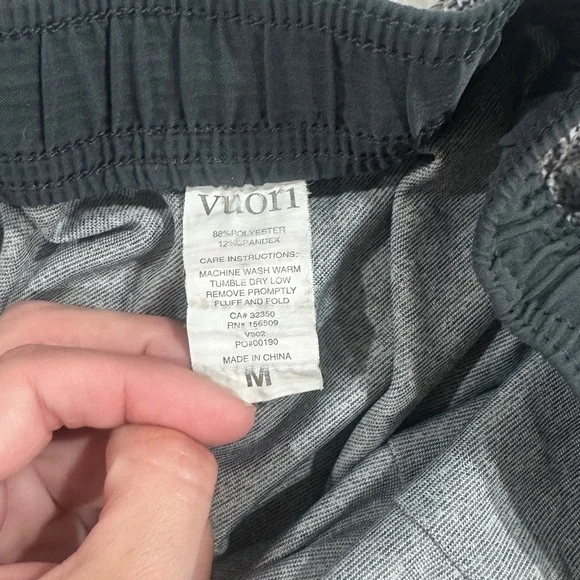 vuori
88%POLYESTER
12%SPANDEX
CARE INSTRUCTIONS:
MACHINE WASH WARM
TUMBLE DRY LOW
REMOVE PROMPTLY
FLUFF AND FOLD
CA# 32350
RN# 156509
V302
PO#00190
MADE IN CHINA
M